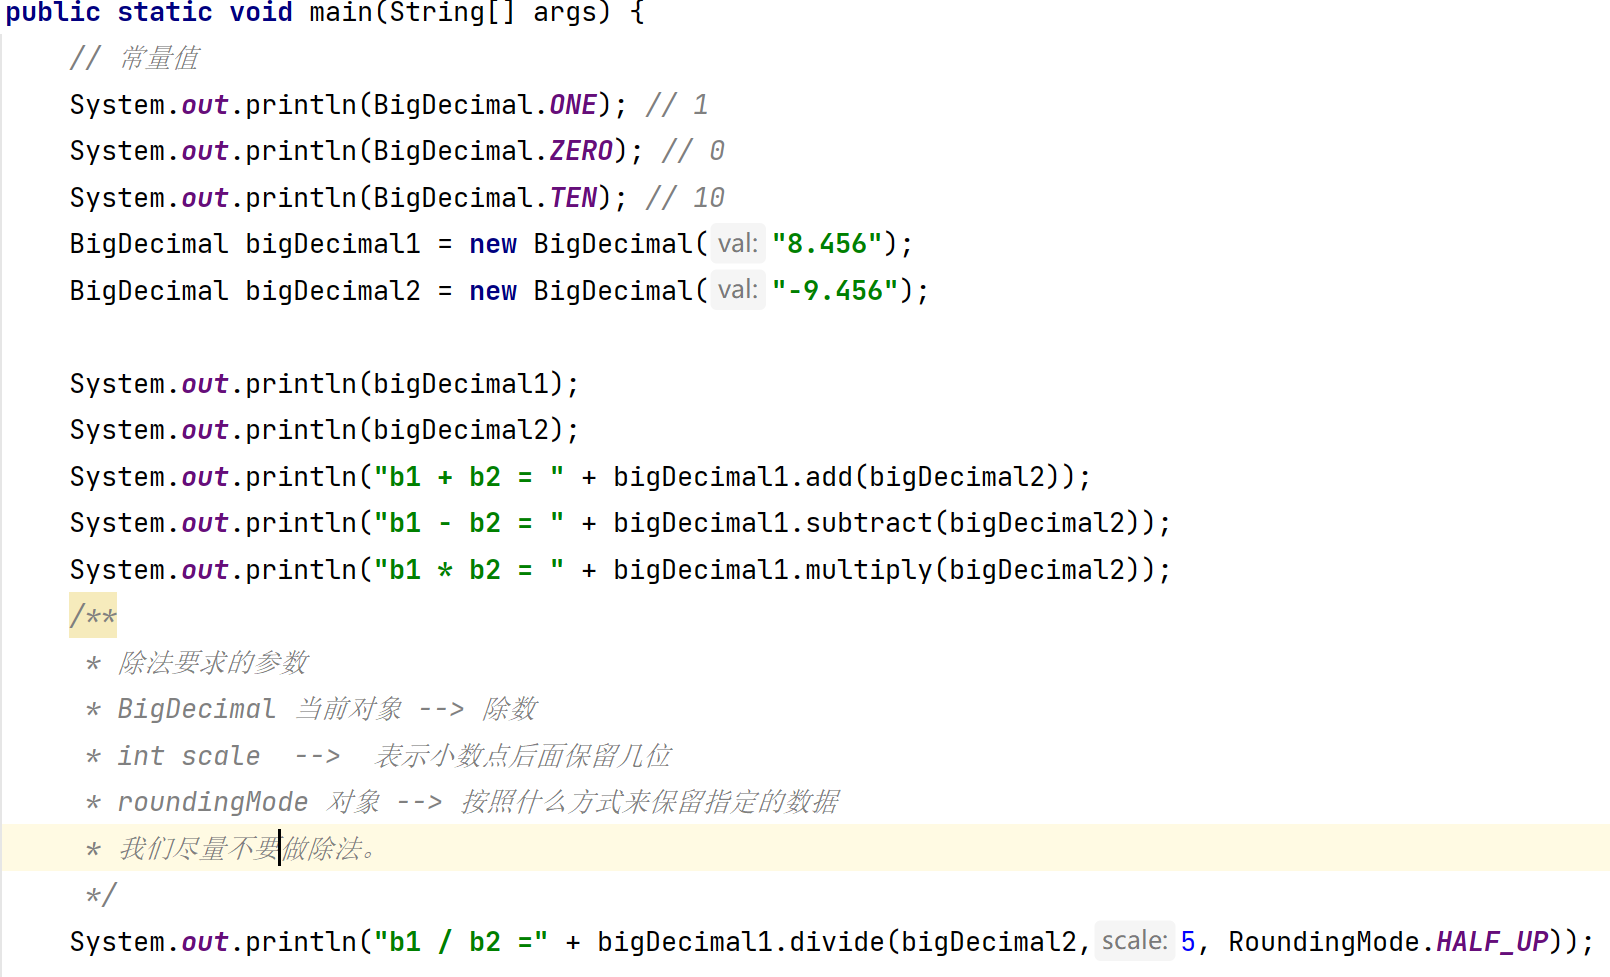 public static void main(String[] args) {
// 常量值
System.out.println(BigDecimal.ONE); // 1
System.out.println(BigDecimal.ZERO); // 0
System.out.println(BigDecimal.TEN); // 10
BigDecimal bigDecimal1 = new BigDecimal( val: "8.456");
BigDecimal bigDecimal2 = new BigDecimal( val: "-9.456");
System.out.println(bigDecimal1);
System.out.println(bigDecimal2);
System.out.println("b1 + b2 = " + bigDecimal1.add(bigDecimal2));
System.out.println("b1 - b2 = " + bigDecimal1.subtract(bigDecimal2));
System.out.println("b1 * b2 = " + bigDecimal1.multiply(bigDecimal2));
/**
* 除法要求的参数
* BigDecimal 当前对象 --> 除数
* int scale  -->  表示小数点后面保留几位
* roundingMode 对象 --> 按照什么方式来保留指定的数据
* 我们尽量不要做除法。
*/
System.out.println("b1 / b2 =" + bigDecimal1.divide(bigDecimal2, scale: 5, RoundingMode.HALF_UP));